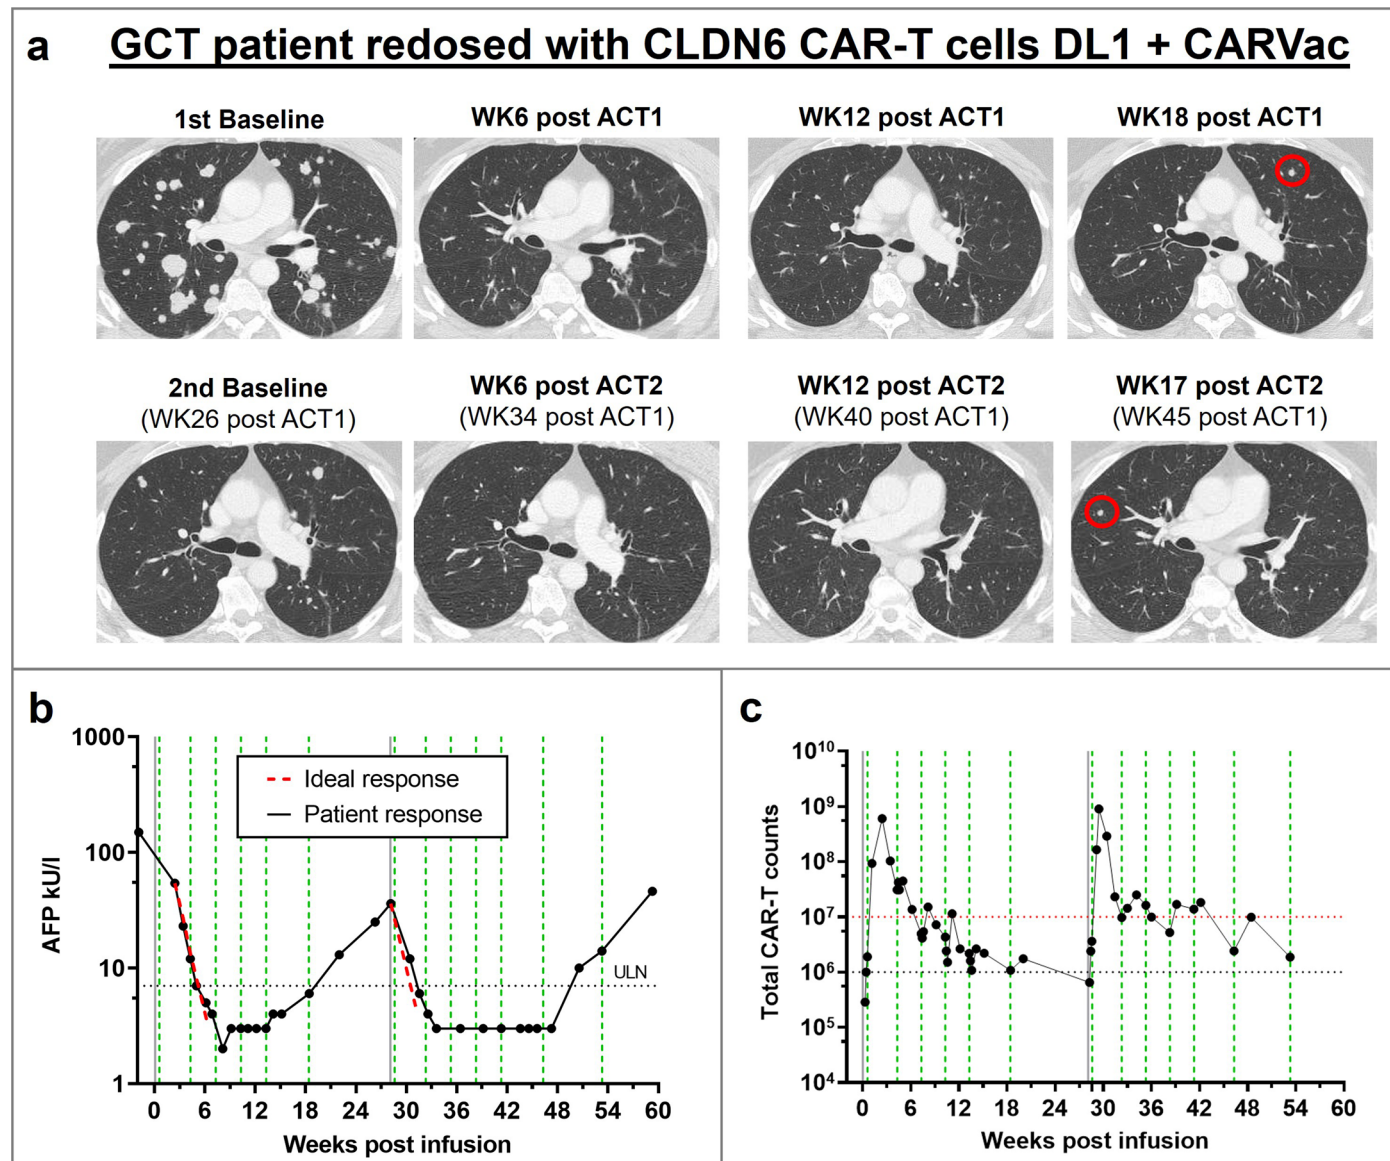 a
GCT patient redosed with CLDN6 CAR-T cells DL1 + CARVac
1st Baseline
WK6 post ACT1
WK12 post ACT1
WK18 post ACT1
2nd Baseline
(WK26 post ACT1)
WK6 post ACT2
(WK34 post ACT1)
WK12 post ACT2
(WK40 post ACT1)
WK17 post ACT2
(WK45 post ACT1)
b
1000
100
10
1
AFP kU/l
Ideal response
Patient response
ULN
0 6 12 18 24 30 36 42 48 54 60
Weeks post infusion
c
10¹⁰
10⁹
10⁸
10⁷
10⁶
10⁵
10⁴
Total CAR-T counts
0 6 12 18 24 30 36 42 48 54 60
Weeks post infusion